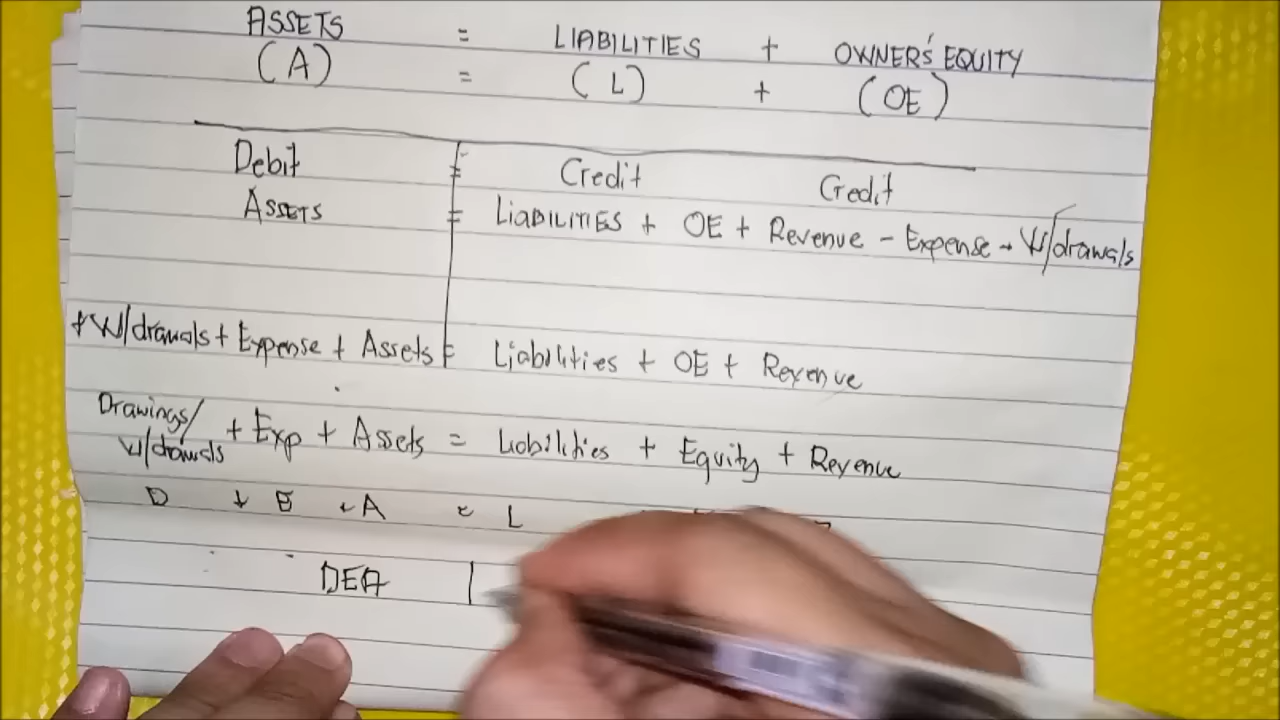 ASSETS = LIABILITIES + OWNER'S EQUITY
(A) = (L) + (OE)
Debit = Credit Credit
ASSETS = LIABILITIES + OE + Revenue - Expense - W/drawals
+ W/drawals + Expense + Assets = Liabilities + OE + Revenue
Drawings/
w/drawals + Exp + Assets = Liabilities + Equity + Revenue
D + E + A = L
DEA |